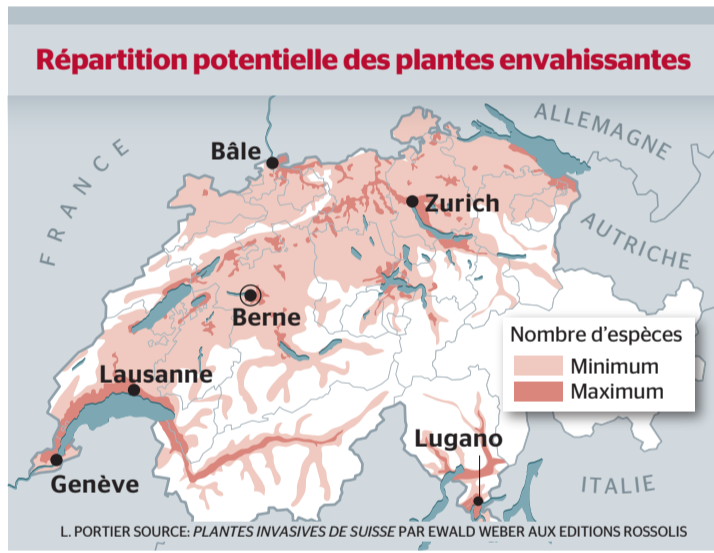 Répartition potentielle des plantes envahissantes
ALLEMAGNE
FRANCE
Bâle
Zurich
AUTRICHE
Berne
Nombre d'espèces
Minimum
Maximum
Lausanne
Lugano
Genève
ITALIE
L. PORTIER SOURCE: PLANTES INVASIVES DE SUISSE PAR EWALD WEBER AUX EDITIONS ROSSOLIS